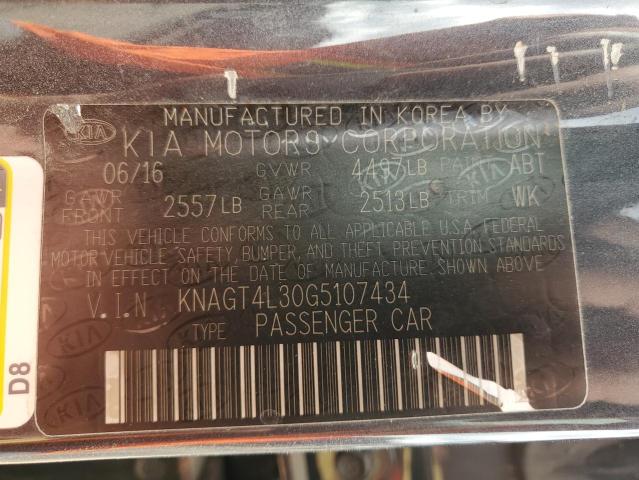 MANUFACTURED IN KOREA BY
KIA MOTORS CORPORATION
06/16 GVWR 4497LB PAINT ABT
GAWR FRONT 2557LB GAWR REAR 2513LB TRIM WK
THIS VEHICLE CONFORMS TO ALL APPLICABLE U.S.A. FEDERAL
MOTOR VEHICLE SAFETY, BUMPER, AND THEFT PREVENTION STANDARDS
IN EFFECT ON THE DATE OF MANUFACTURE SHOWN ABOVE.
V.I.N KNAGT4L30G5107434
TYPE PASSENGER CAR
KIA
KIA
D8